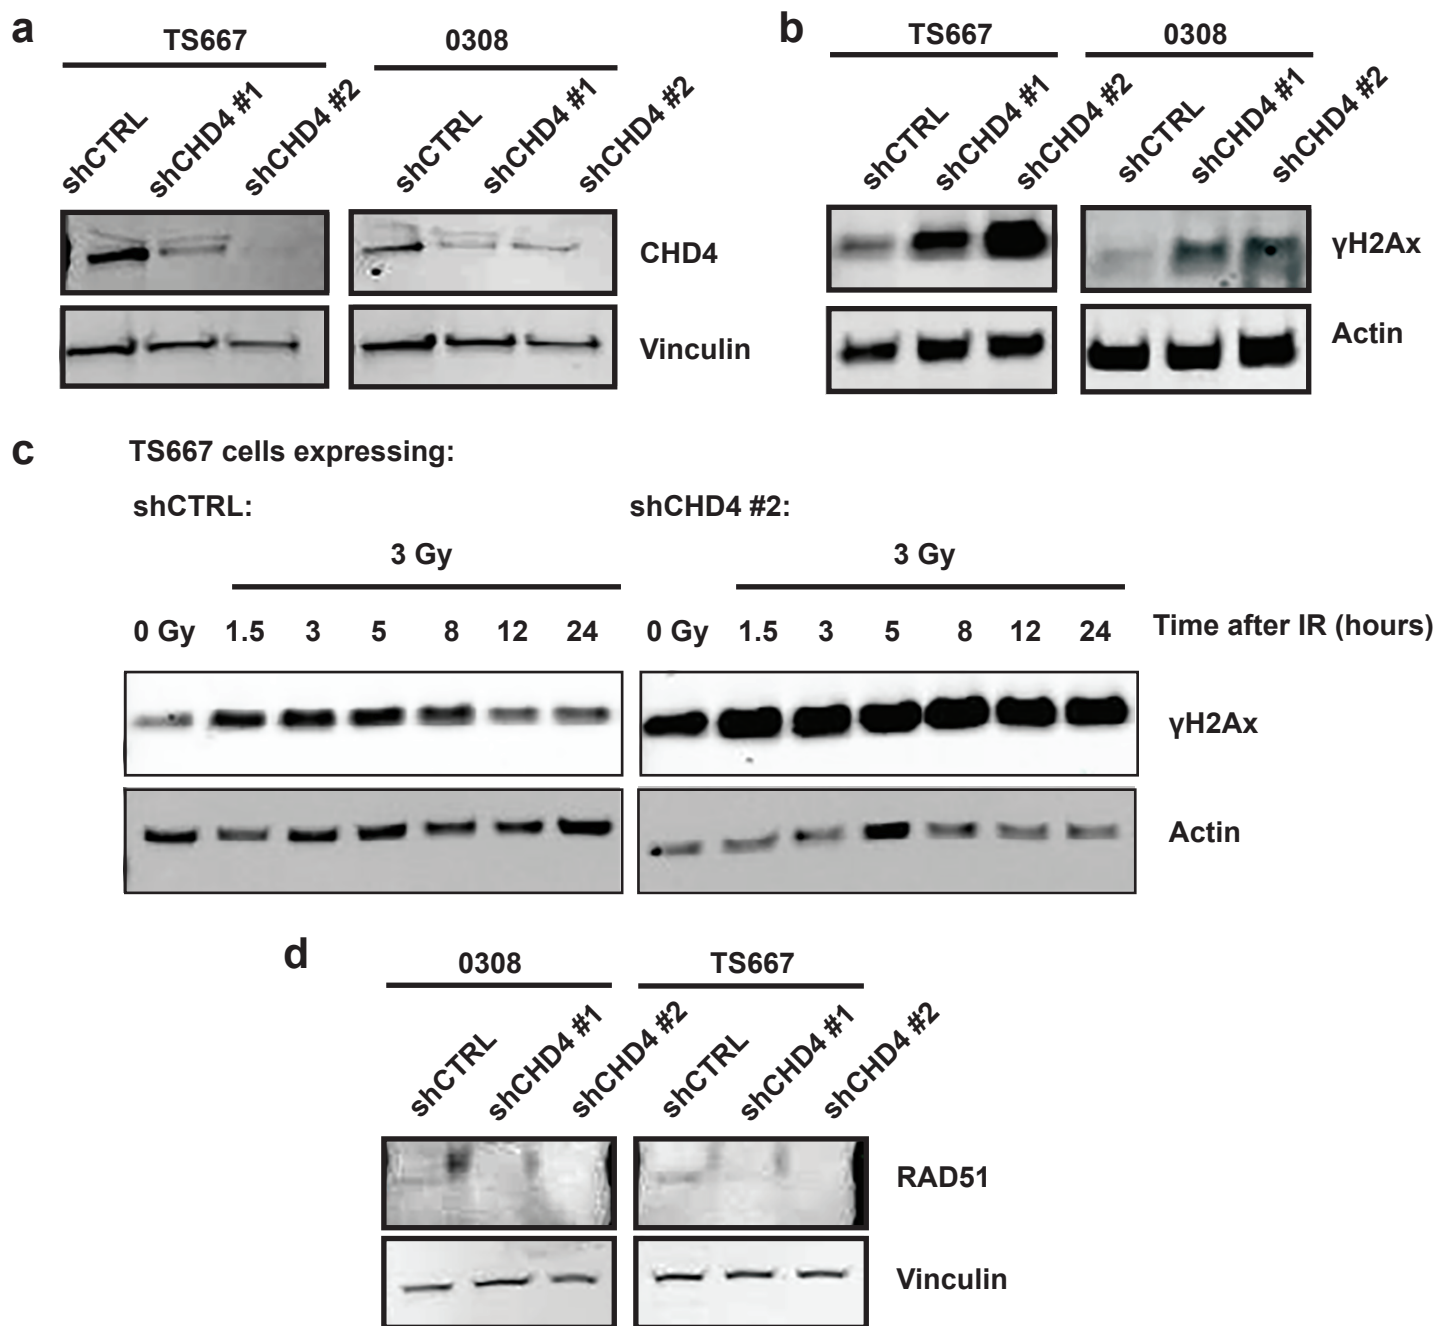 a
TS667 0308
shCTRL shCHD4 #1 shCHD4 #2 shCTRL shCHD4 #1 shCHD4 #2
CHD4
Vinculin
b
TS667 0308
shCTRL shCHD4 #1 shCHD4 #2 shCTRL shCHD4 #1 shCHD4 #2
γH2Ax
Actin
c TS667 cells expressing:
shCTRL: shCHD4 #2:
3 Gy 3 Gy
0 Gy 1.5 3 5 8 12 24 0 Gy 1.5 3 5 8 12 24 Time after IR (hours)
γH2Ax
Actin
d
0308 TS667
shCTRL shCHD4 #1 shCHD4 #2 shCTRL shCHD4 #1 shCHD4 #2
RAD51
Vinculin